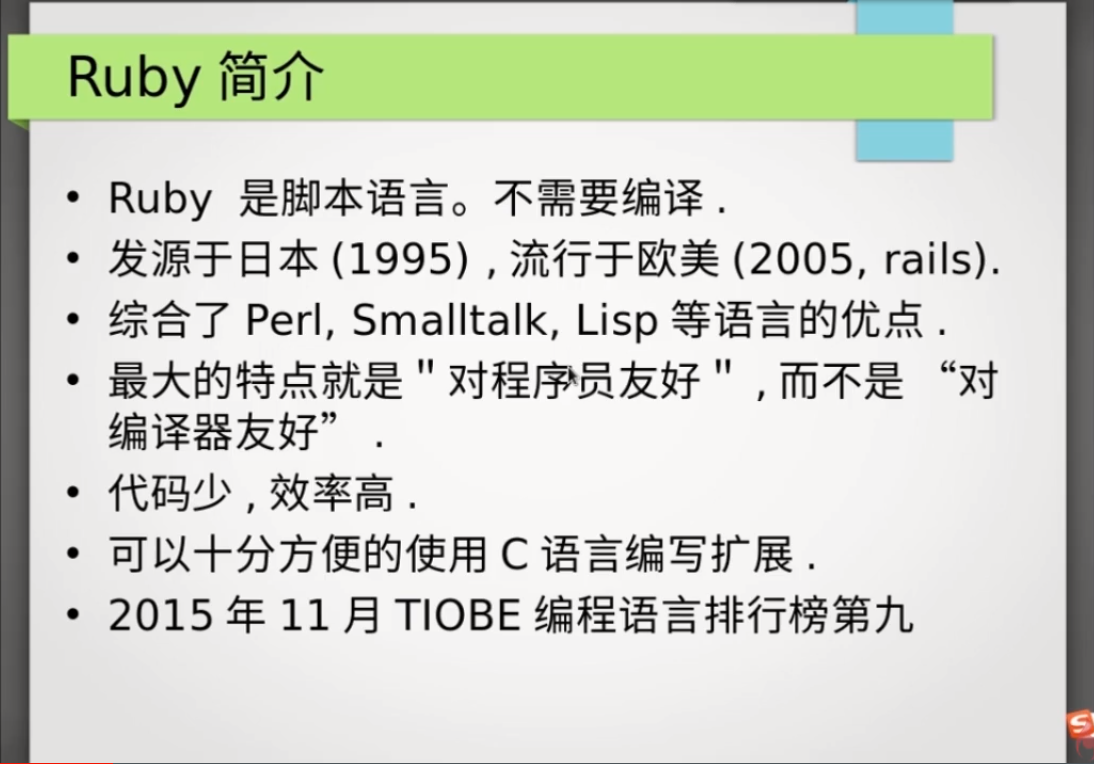 Ruby 简介
• Ruby 是脚本语言。不需要编译 .
• 发源于日本 (1995) , 流行于欧美 (2005, rails).
• 综合了 Perl, Smalltalk, Lisp 等语言的优点 .
• 最大的特点就是 " 对程序员友好 " , 而不是 “对
编译器友好” .
• 代码少 , 效率高 .
• 可以十分方便的使用 C 语言编写扩展 .
• 2015 年 11 月 TIOBE 编程语言排行榜第九